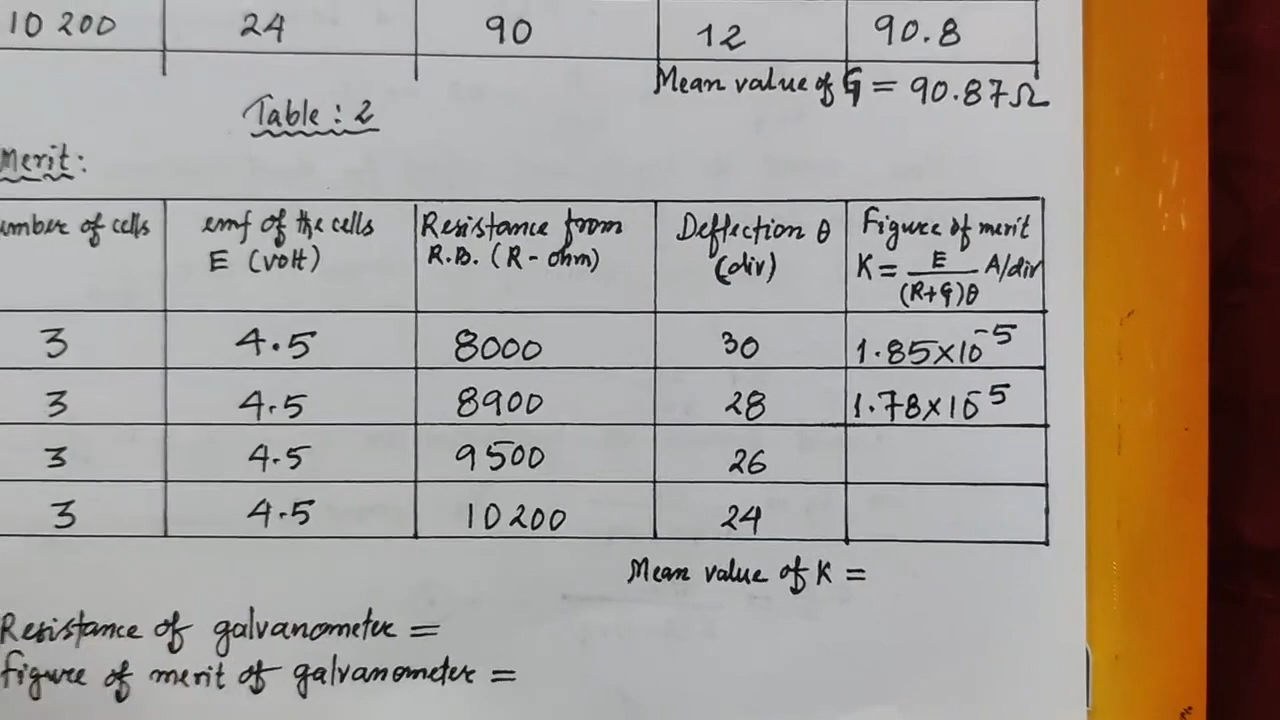 10 200 24 90 12 90.8
Mean value of G = 90.87Ω
Table : 2
Merit:
umber of cells emf of the cells E (volt) Resistance from R.B. (R - ohm) Deflection θ (div) Figure of merit K = E/(R+G)θ A/div
3 4.5 8000 30 1.85×10⁻⁵
3 4.5 8900 28 1.78×10⁻⁵
3 4.5 9500 26
3 4.5 10200 24
Mean value of K =
Resistance of galvanometer =
figure of merit of galvanometer =